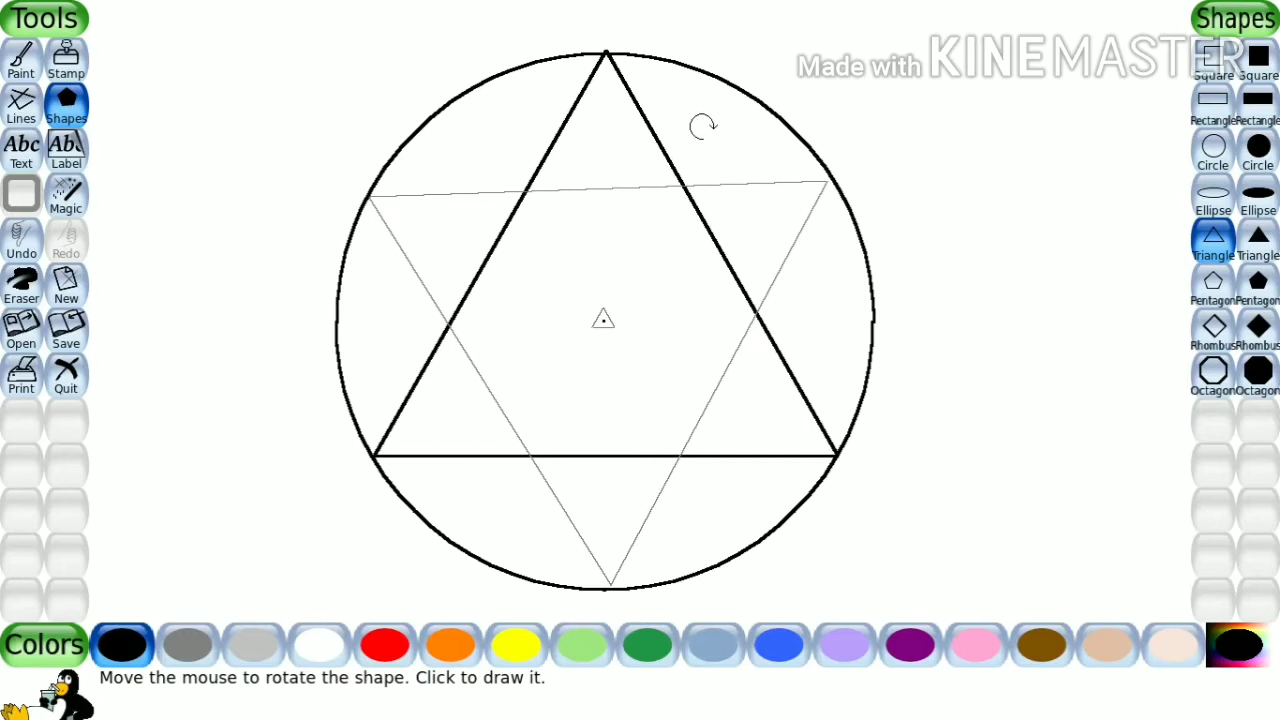 Tools
Shapes
Made with KINEMASTER
Paint Stamp
Square Square
Lines Shapes
Rectangle Rectangle
Abc Abc
Text Label
Circle Circle
Magic
Ellipse Ellipse
Undo Redo
Triangle Triangle
Eraser New
Pentagon Pentagon
Open Save
Rhombus Rhombus
Print Quit
Octagon Octagon
Colors
Move the mouse to rotate the shape. Click to draw it.